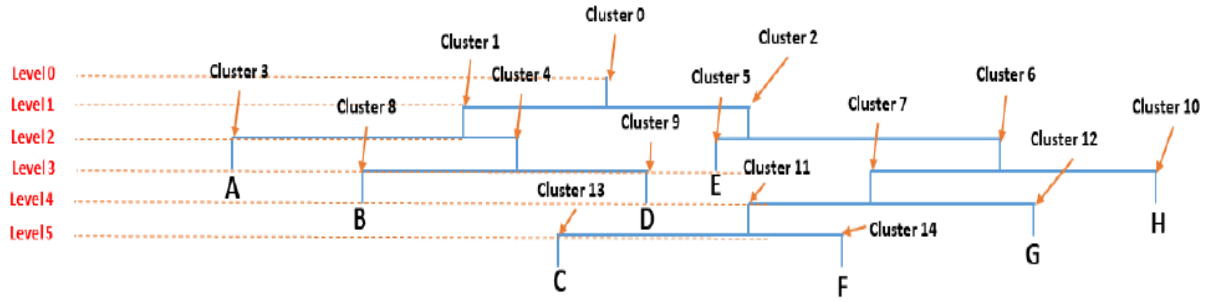 Cluster 0
Cluster 1
Cluster 2
Level 0
Cluster 3
Cluster 4
Cluster 5
Cluster 6
Level 1
Cluster 8
Cluster 7
Cluster 10
Cluster 9
Level 2
Cluster 12
Level 3
Cluster 11
A
E
Cluster 13
Level 4
B
D
H
Level 5
Cluster 14
G
C
F